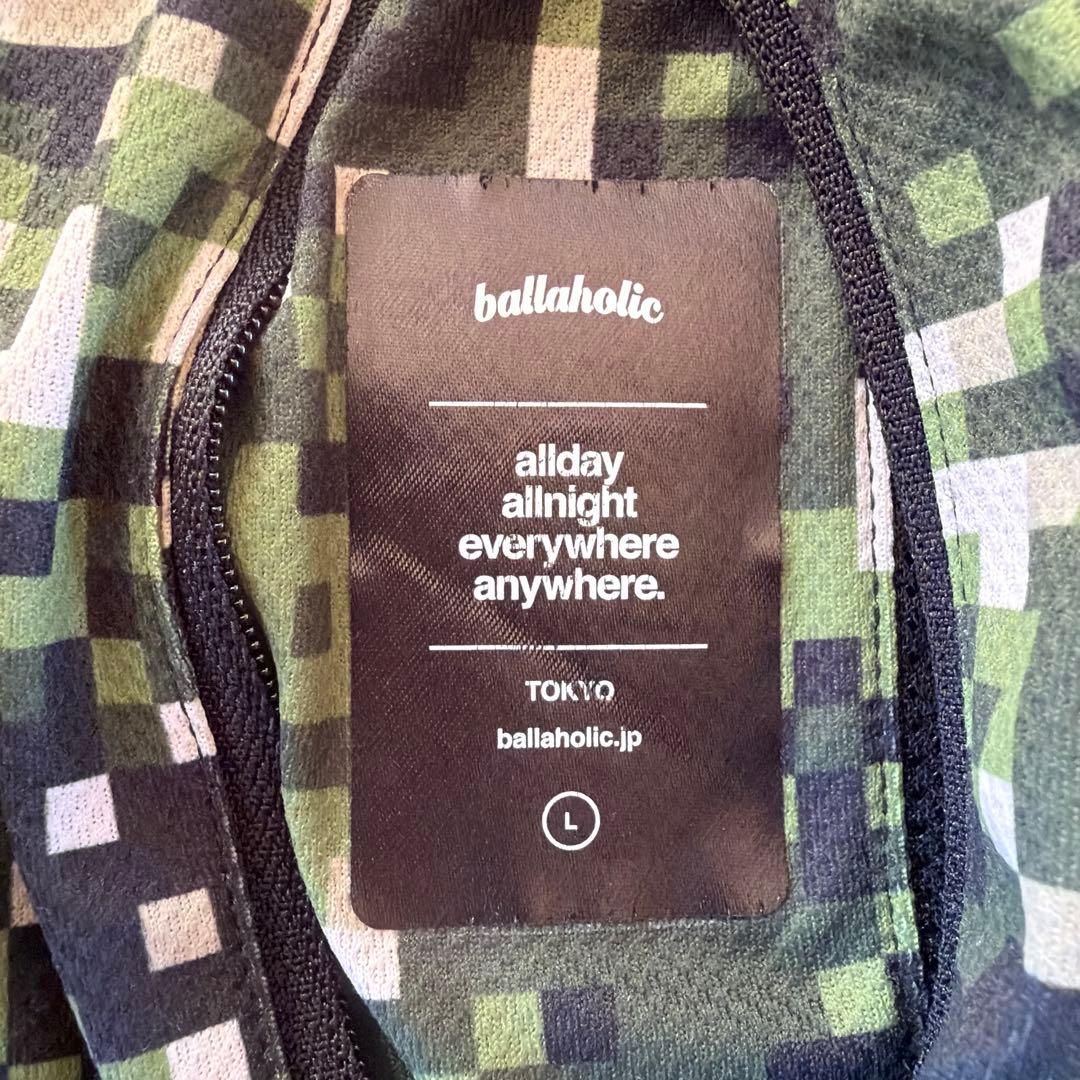 ballaholic
allday
allnight
everywhere
anywhere.
TOKYO
ballaholic.jp
L